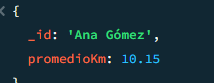 {
_id: 'Ana Gómez',
promedioKm: 10.15
}